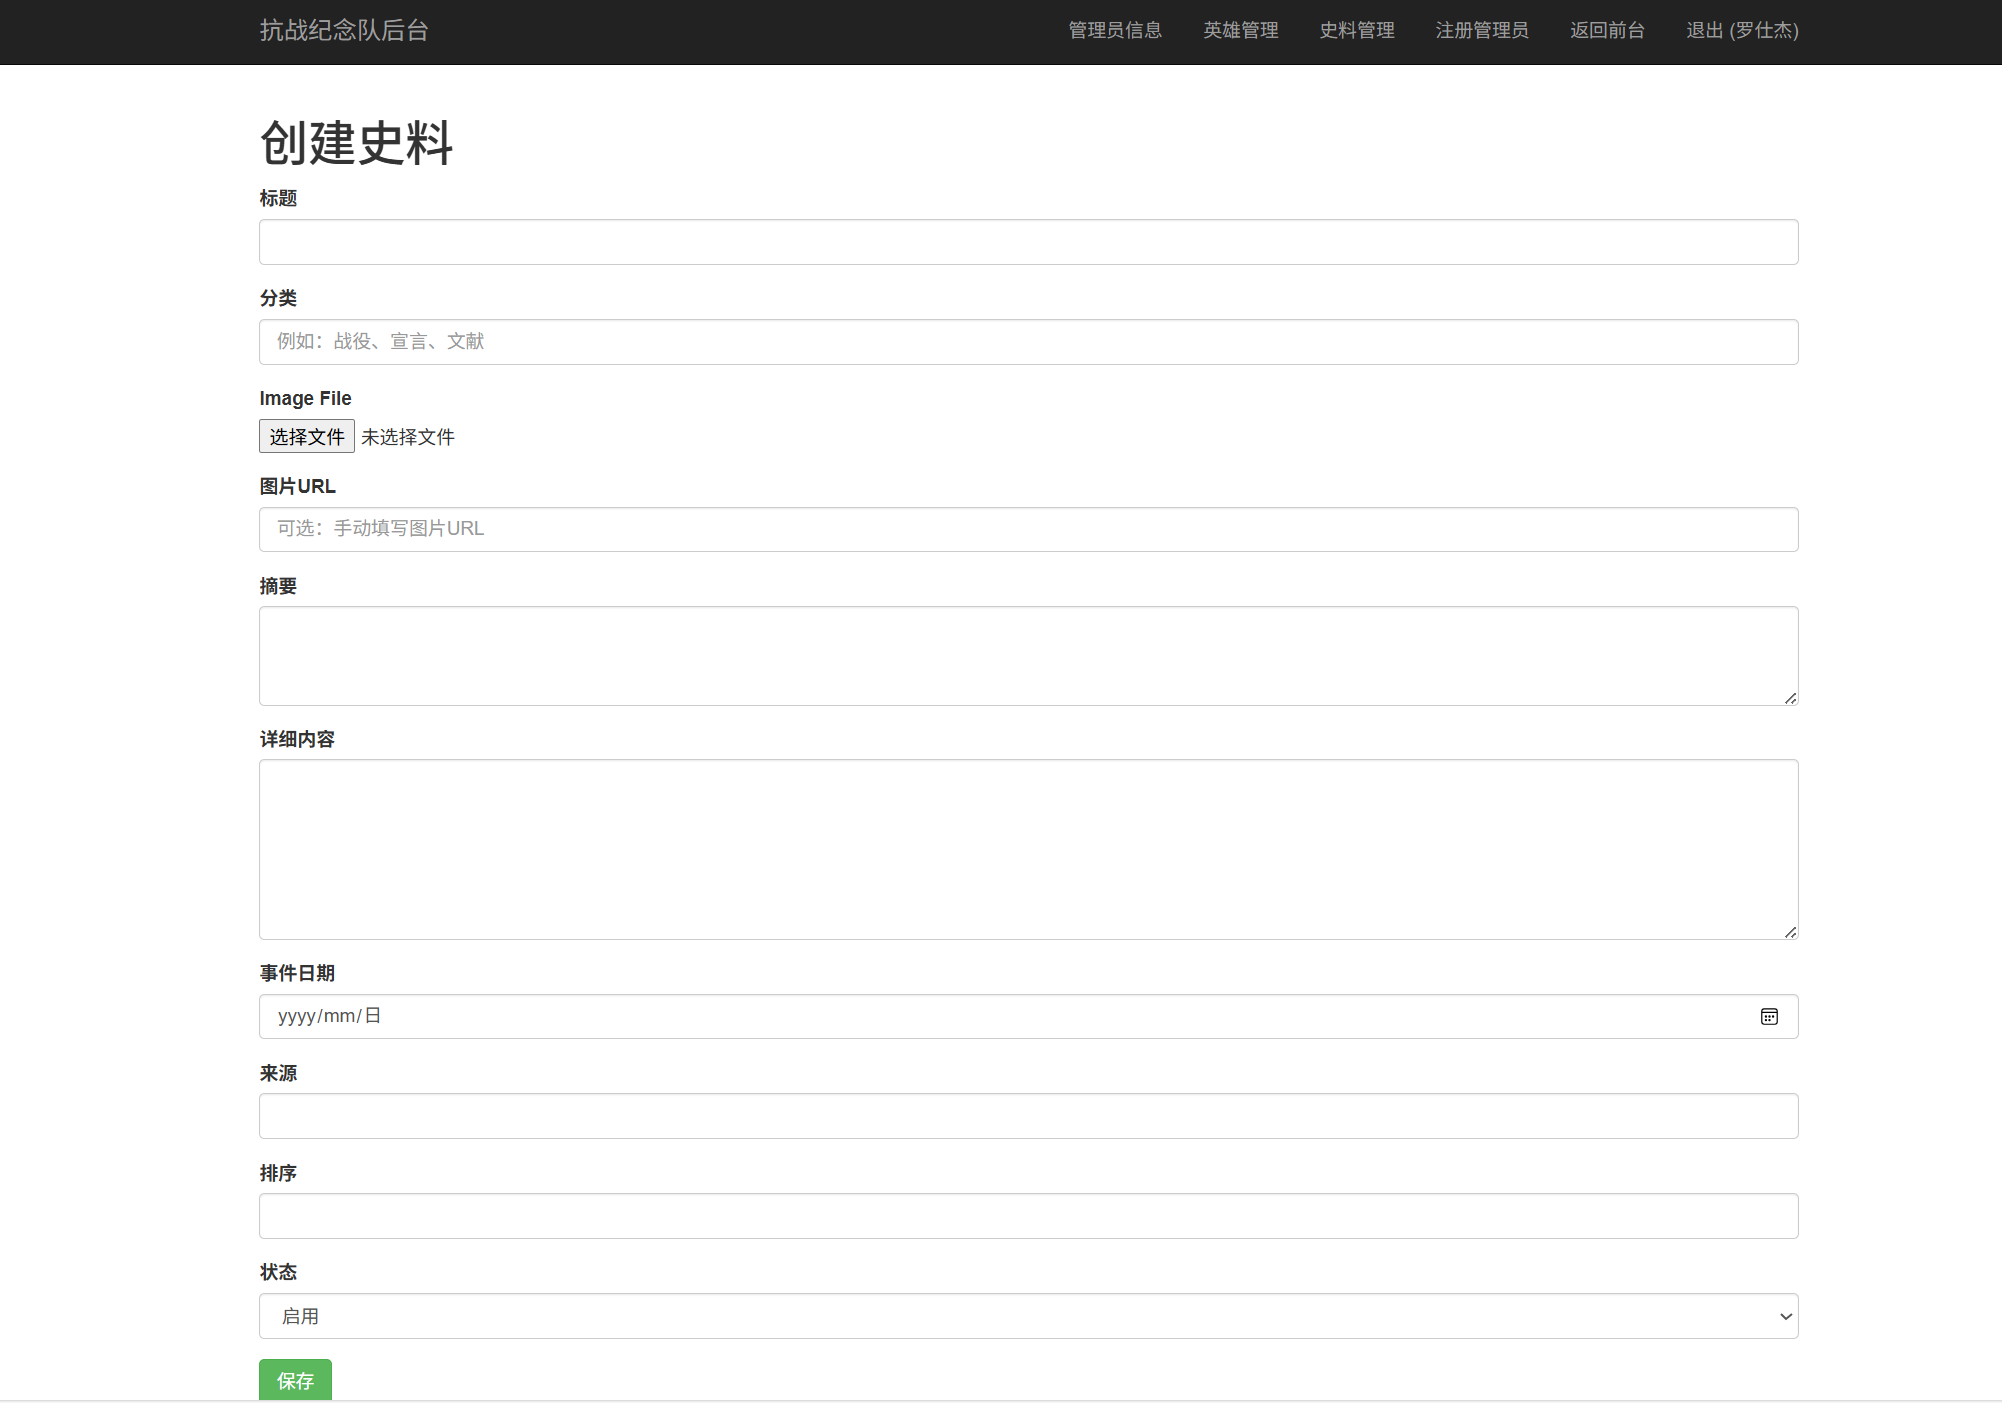 抗战纪念队后台 管理员信息 英雄管理 史料管理 注册管理员 返回前台 退出 (罗仕杰)
创建史料
标题
分类
例如：战役、宣言、文献
Image File
选择文件 未选择文件
图片URL
可选：手动填写图片URL
摘要
详细内容
事件日期
yyyy/mm/日
来源
排序
状态
启用
保存